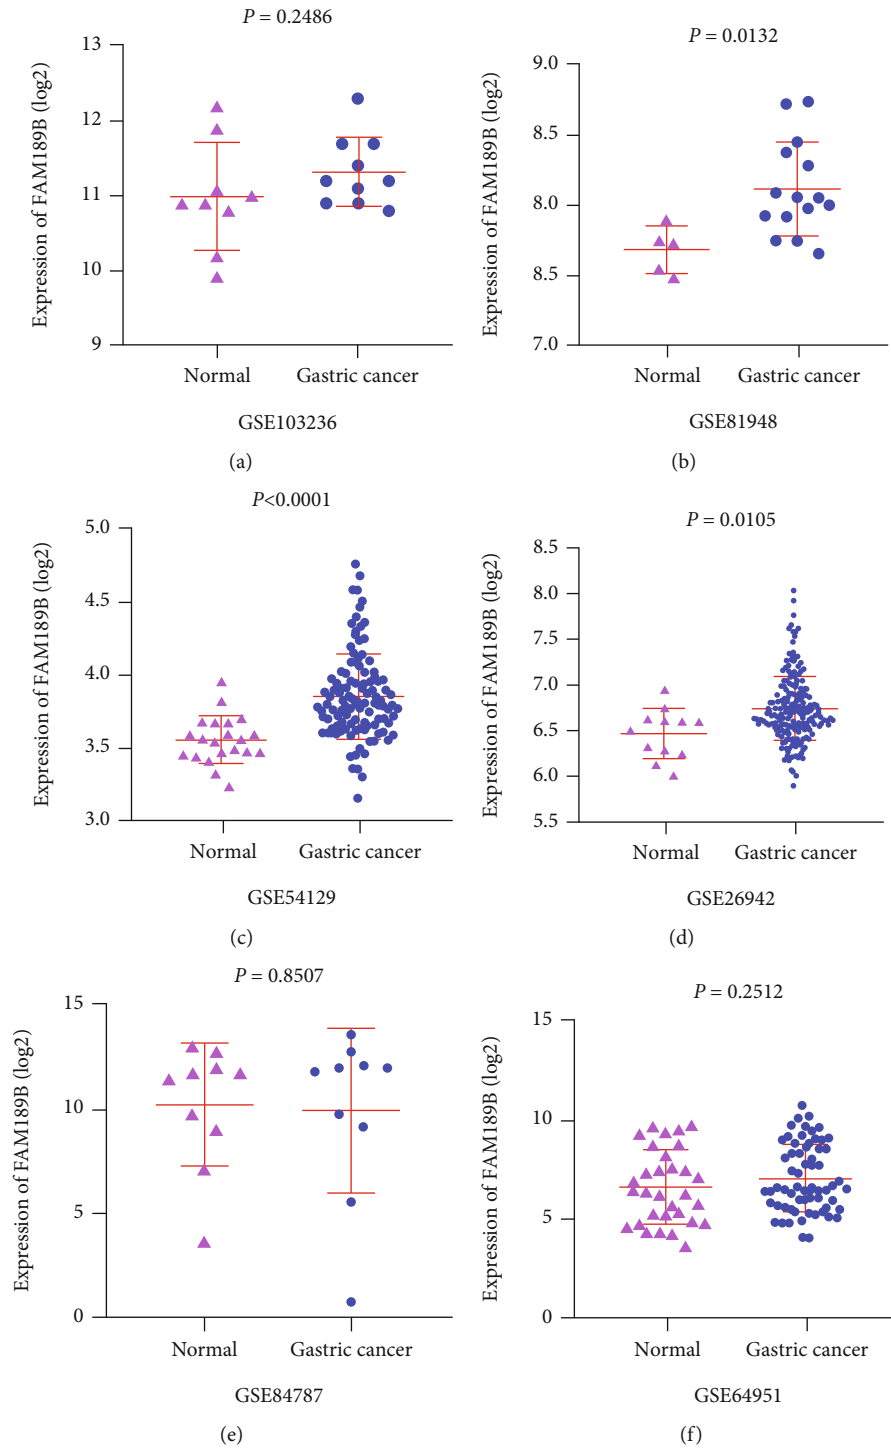 P = 0.2486
Expression of FAM189B (log2)
13
12
11
10
9
Normal
Gastric cancer
GSE103236
(a)
P = 0.0132
Expression of FAM189B (log2)
9.0
8.5
8.0
8.5
7.0
Normal
Gastric cancer
GSE81948
(b)
P<0.0001
Expression of FAM189B (log2)
5.0
4.5
4.0
3.5
3.0
Normal
Gastric cancer
GSE54129
(c)
P = 0.0105
Expression of FAM189B (log2)
8.5
8.0
7.5
7.0
6.5
6.0
5.5
Normal
Gastric cancer
GSE26942
(d)
P = 0.8507
Expression of FAM189B (log2)
15
10
5
0
Normal
Gastric cancer
GSE84787
(e)
P = 0.2512
Expression of FAM189B (log2)
15
10
5
0
Normal
Gastric cancer
GSE64951
(f)